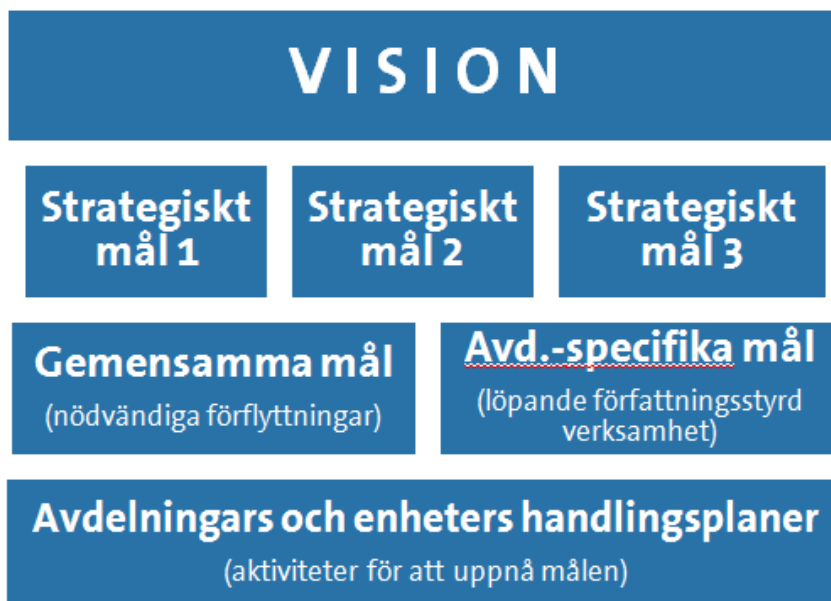 VISION
Strategiskt
mål 1
Strategiskt
mål 2
Strategiskt
mål 3
Gemensamma mål
(nödvändiga förflyttningar)
Avd.-specifika mål
(löpande författningsstyrd
verksamhet)
Avdelningars och enheters handlingsplaner
(aktiviteter för att uppnå målen)